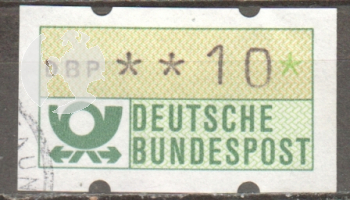 DBP **10*
DEUTSCHE
BUNDESPOST